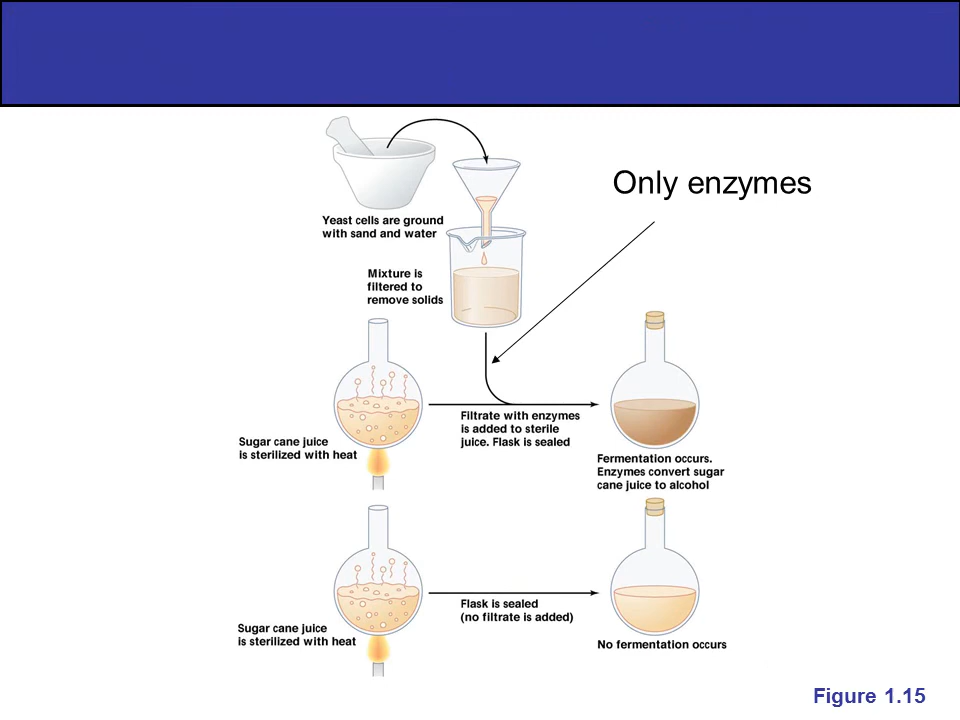 Only enzymes
Yeast cells are ground
with sand and water
Mixture is
filtered to
remove solids
Sugar cane juice
is sterilized with heat
Filtrate with enzymes
is added to sterile
juice. Flask is sealed
Fermentation occurs.
Enzymes convert sugar
cane juice to alcohol
Sugar cane juice
is sterilized with heat
Flask is sealed
(no filtrate is added)
No fermentation occurs
Figure 1.15